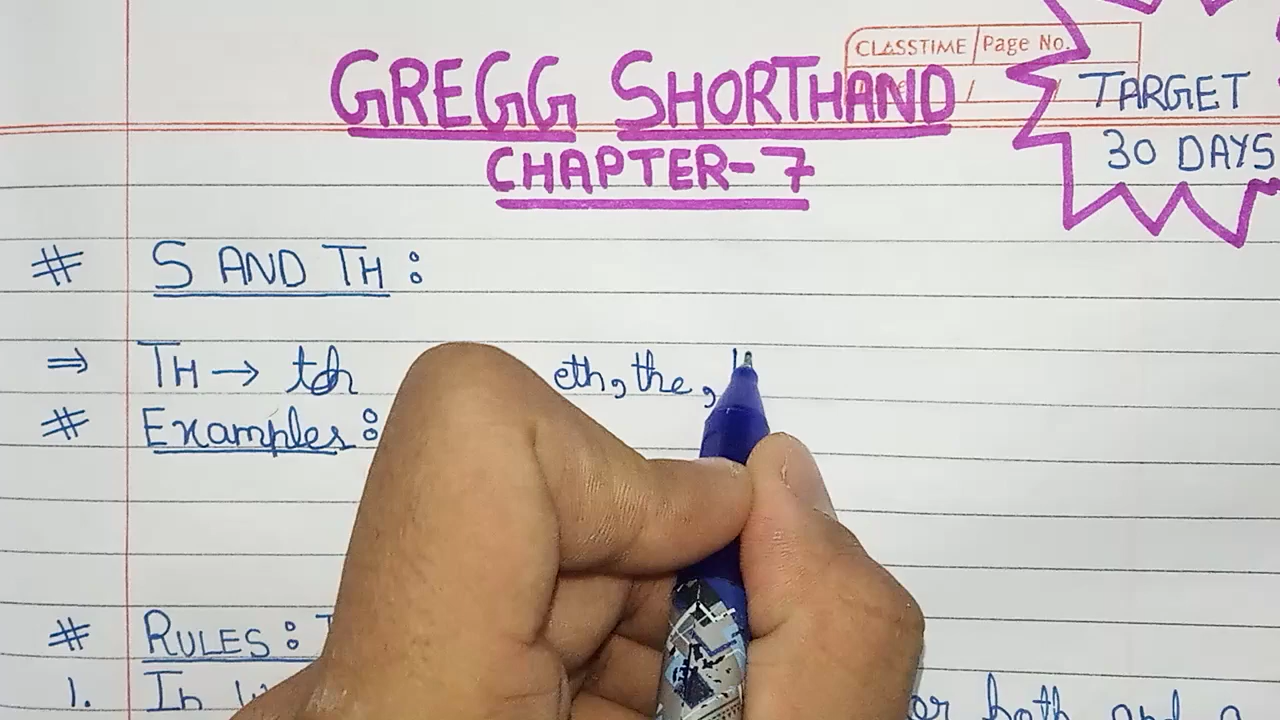 CLASSTIME Page No.
GREGG SHORTHAND
TARGET
30 DAYS
CHAPTER-7
# S AND TH :
⇒ TH → eth, the,
# Examples :
# RULES :
1. In or both and